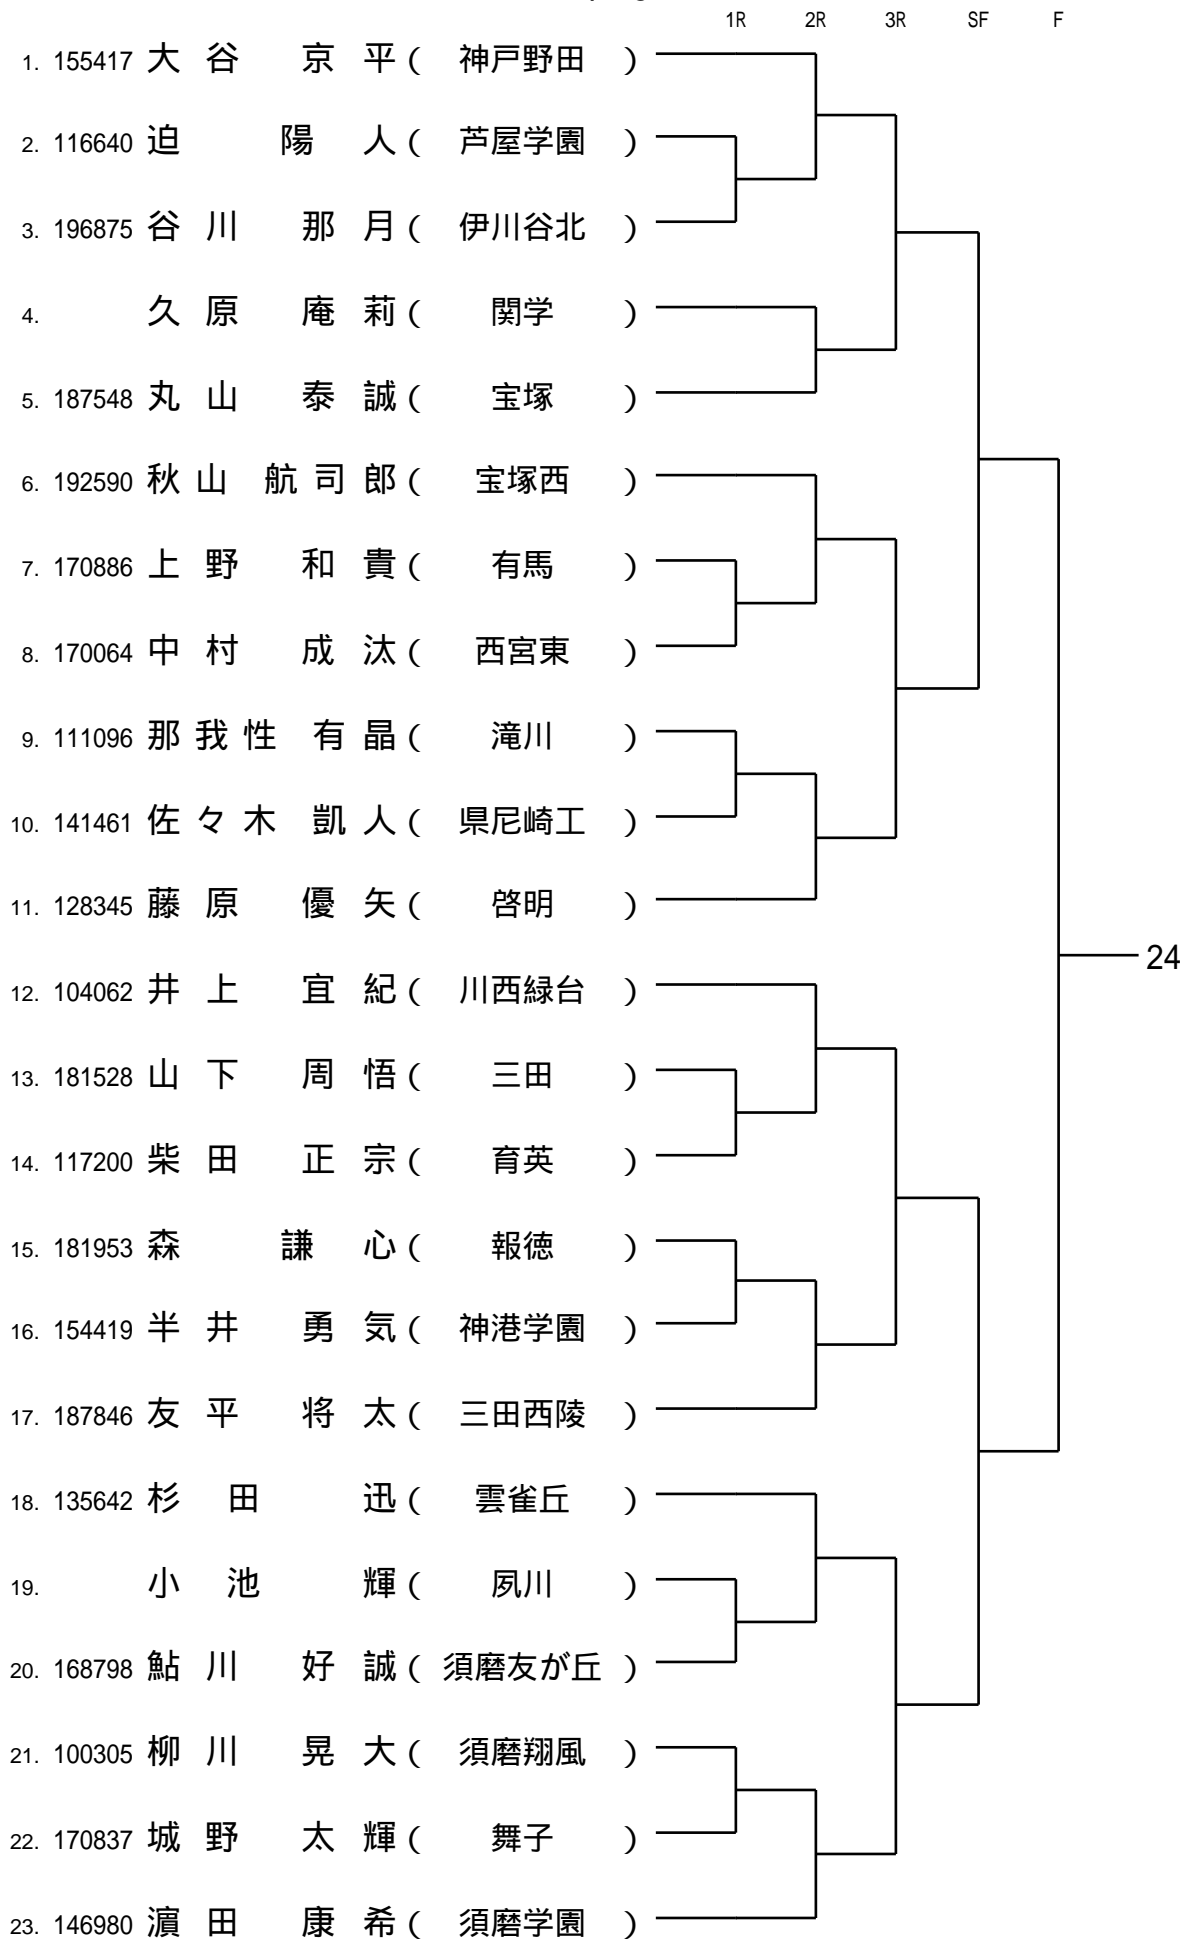 1R 2R 3R SF F
1. 155417 大 谷 京 平 ( 神戸野田 )
2. 116640 迫 陽 人 ( 芦屋学園 )
3. 196875 谷 川 那 月 ( 伊川谷北 )
4. 久 原 庵 莉 ( 関学 )
5. 187548 丸 山 泰 誠 ( 宝塚 )
6. 192590 秋 山 航 司 郎 ( 宝塚西 )
7. 170886 上 野 和 貴 ( 有馬 )
8. 170064 中 村 成 汰 ( 西宮東 )
9. 111096 那 我 性 有 晶 ( 滝川 )
10. 141461 佐 々 木 凱 人 ( 県尼崎工 )
11. 128345 藤 原 優 矢 ( 啓明 )
24
12. 104062 井 上 宜 紀 ( 川西緑台 )
13. 181528 山 下 周 悟 ( 三田 )
14. 117200 柴 田 正 宗 ( 育英 )
15. 181953 森 謙 心 ( 報徳 )
16. 154419 半 井 勇 気 ( 神港学園 )
17. 187846 友 平 将 太 ( 三田西陵 )
18. 135642 杉 田 迅 ( 雲雀丘 )
19. 小 池 輝 ( 夙川 )
20. 168798 鮎 川 好 誠 ( 須磨友が丘 )
21. 100305 柳 川 晃 大 ( 須磨翔風 )
22. 170837 城 野 太 輝 ( 舞子 )
23. 146980 濵 田 康 希 ( 須磨学園 )